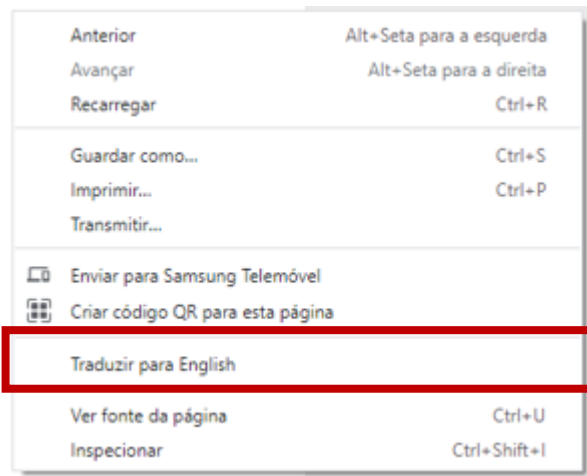 Anterior Alt+Seta para a esquerda
Avançar Alt+Seta para a direita
Recarregar Ctrl+R
Guardar como... Ctrl+S
Imprimir... Ctrl+P
Transmitir...
Enviar para Samsung Telemóvel
Criar código QR para esta página
Traduzir para English
Ver fonte da página Ctrl+U
Inspecionar Ctrl+Shift+I